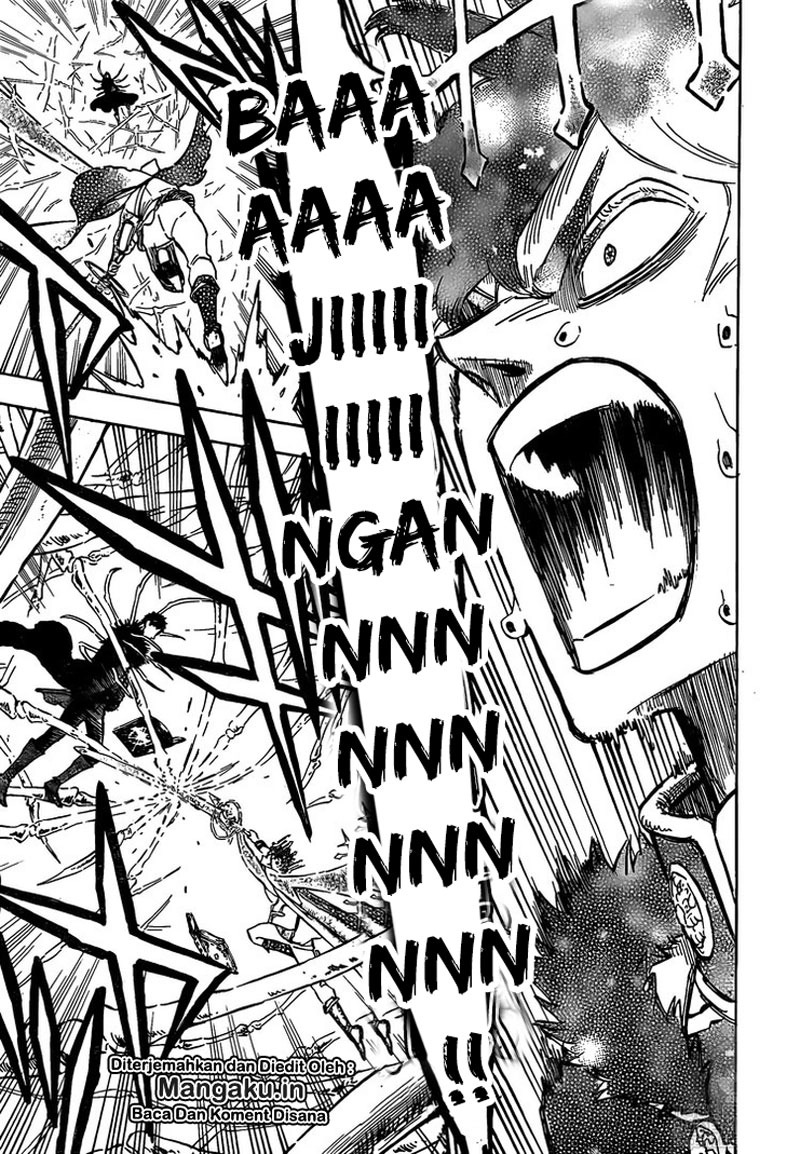 BAAA
AAAA
JIIIII
IIIII
NGAN
NNN
NNN
NNN
NNN
!!
Diterjemahkan dan Diedit Oleh :
Mangaku.in
Baca Dan Koment Disana